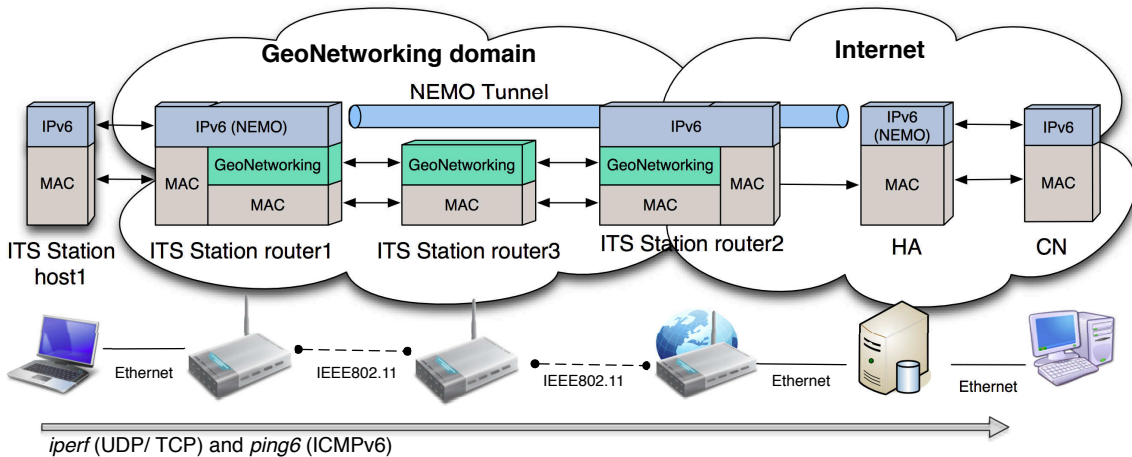 GeoNetworking domain
Internet
NEMO Tunnel
IPv6
IPv6 (NEMO)
IPv6
IPv6
(NEMO)
IPv6
GeoNetworking
GeoNetworking
GeoNetworking
MAC
MAC
MAC
MAC
MAC
MAC
MAC
MAC
ITS Station
host1
ITS Station router1
ITS Station router3
ITS Station router2
HA
CN
Ethernet
IEEE802.11
IEEE802.11
Ethernet
Ethernet
iperf (UDP/ TCP) and ping6 (ICMPv6)